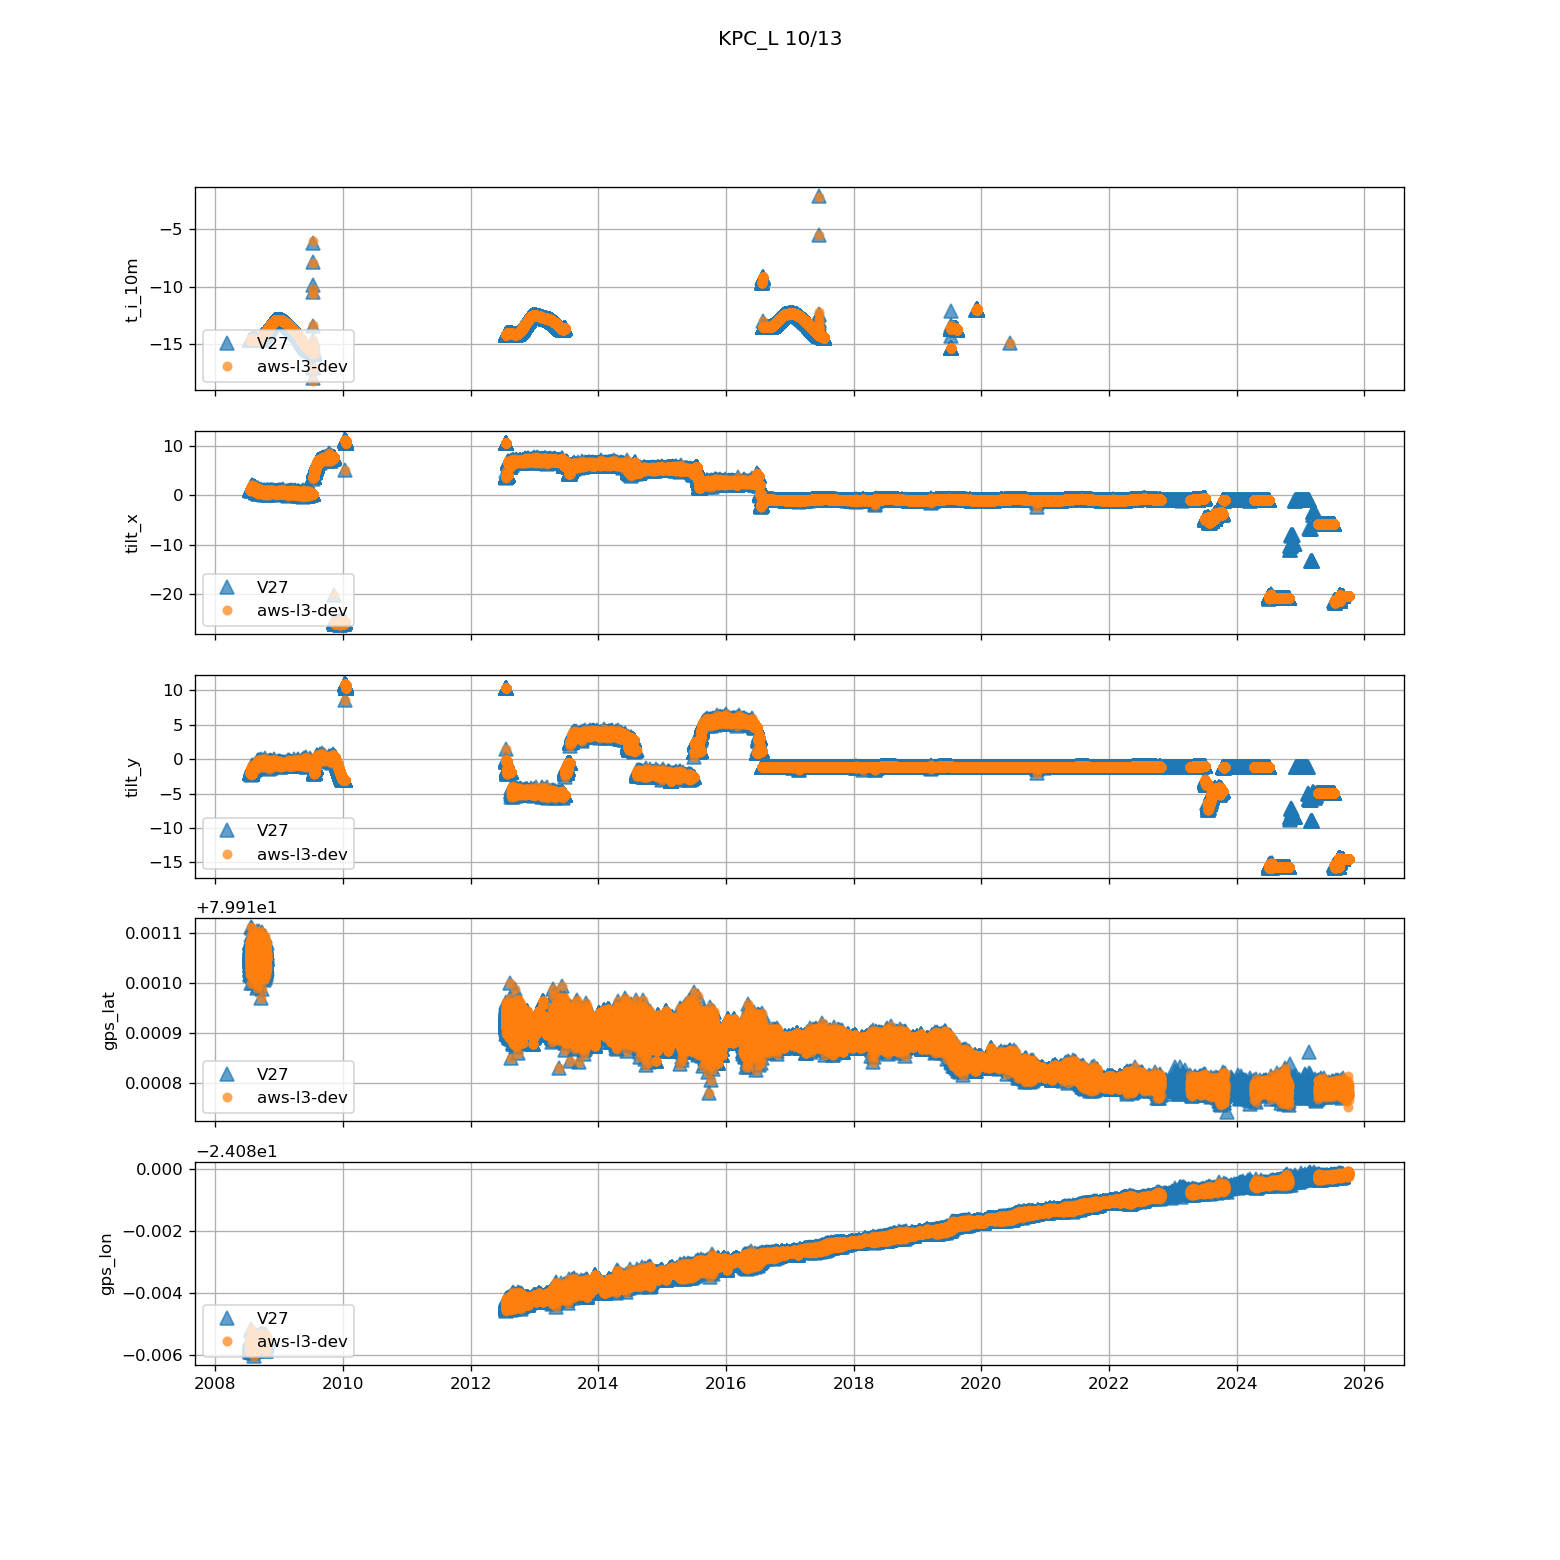 KPC_L 10/13
t_i_10m
−5
−10
−15
V27
aws-l3-dev
tilt_x
10
0
−10
−20
V27
aws-l3-dev
tilt_y
10
5
0
−5
−10
−15
V27
aws-l3-dev
+7.991e1
gps_lat
0.0011
0.0010
0.0009
0.0008
V27
aws-l3-dev
−2.408e1
gps_lon
0.000
−0.002
−0.004
−0.006
V27
aws-l3-dev
2008 2010 2012 2014 2016 2018 2020 2022 2024 2026